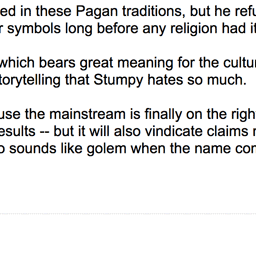 ed in these Pagan traditions, but he refu
r symbols long before any religion had it
which bears great meaning for the cultur
torytelling that Stumpy hates so much.
use the mainstream is finally on the righ
esults -- but it will also vindicate claims r
o sounds like golem when the name con